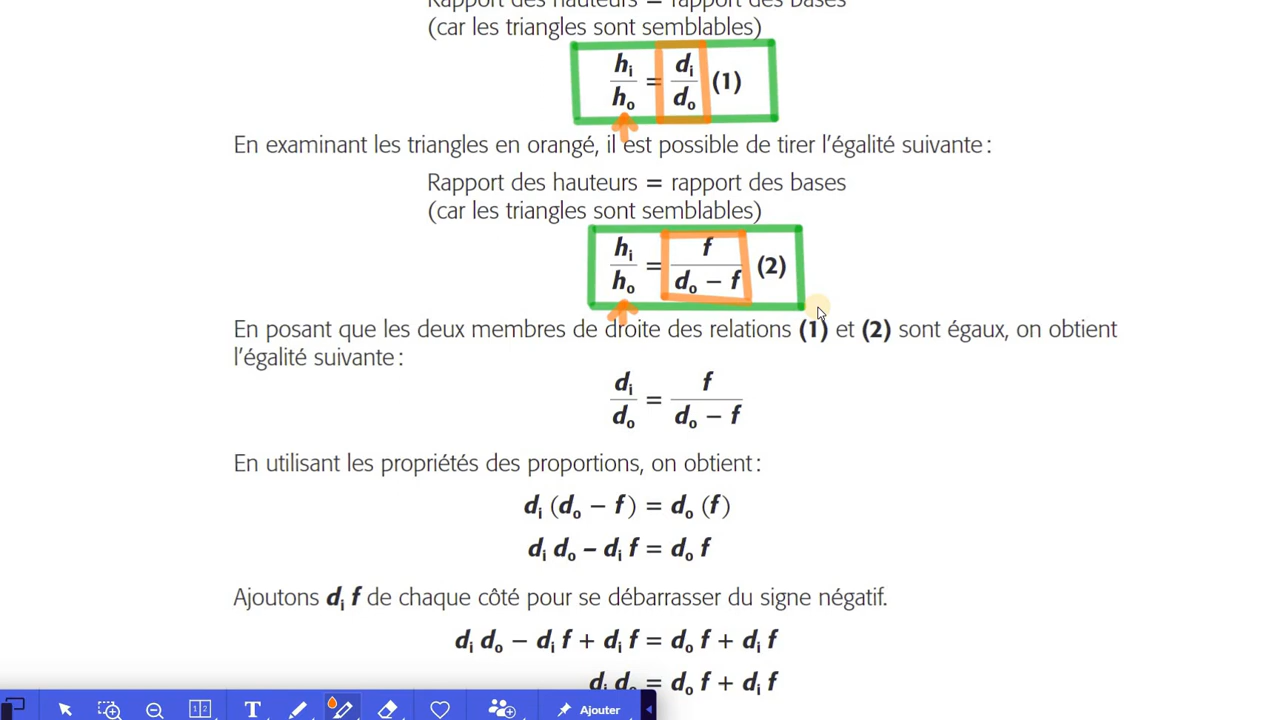 Rapport des hauteurs = rapport des bases
(car les triangles sont semblables)
hᵢ/hₒ = dᵢ/dₒ (1)
En examinant les triangles en orangé, il est possible de tirer l’égalité suivante :
Rapport des hauteurs = rapport des bases
(car les triangles sont semblables)
hᵢ/hₒ = f/(dₒ – f) (2)
En posant que les deux membres de droite des relations (1) et (2) sont égaux, on obtient
l’égalité suivante :
dᵢ/dₒ = f/(dₒ – f)
En utilisant les propriétés des proportions, on obtient :
dᵢ (dₒ – f) = dₒ (f)
dᵢ dₒ – dᵢ f = dₒ f
Ajoutons dᵢ f de chaque côté pour se débarrasser du signe négatif.
dᵢ dₒ – dᵢ f + dᵢ f = dₒ f + dᵢ f
dᵢ dₒ = dₒ f + dᵢ f
1 2 T Ajouter